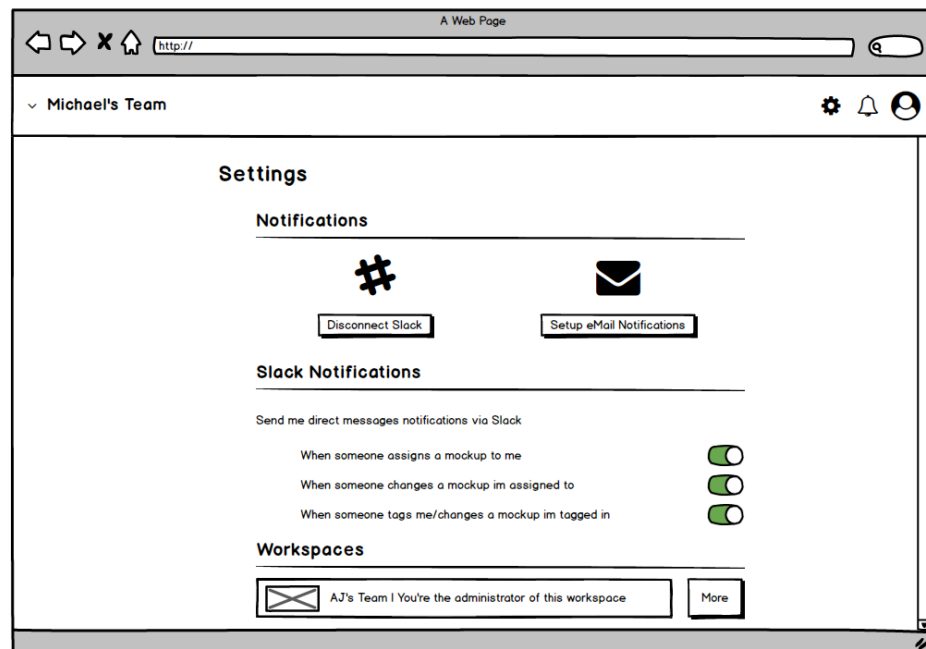 A Web Page
http://
Michael's Team
Settings
Notifications
Disconnect Slack
Setup eMail Notifications
Slack Notifications
Send me direct messages notifications via Slack
When someone assigns a mockup to me
When someone changes a mockup im assigned to
When someone tags me/changes a mockup im tagged in
Workspaces
AJ's Team | You're the administrator of this workspace
More